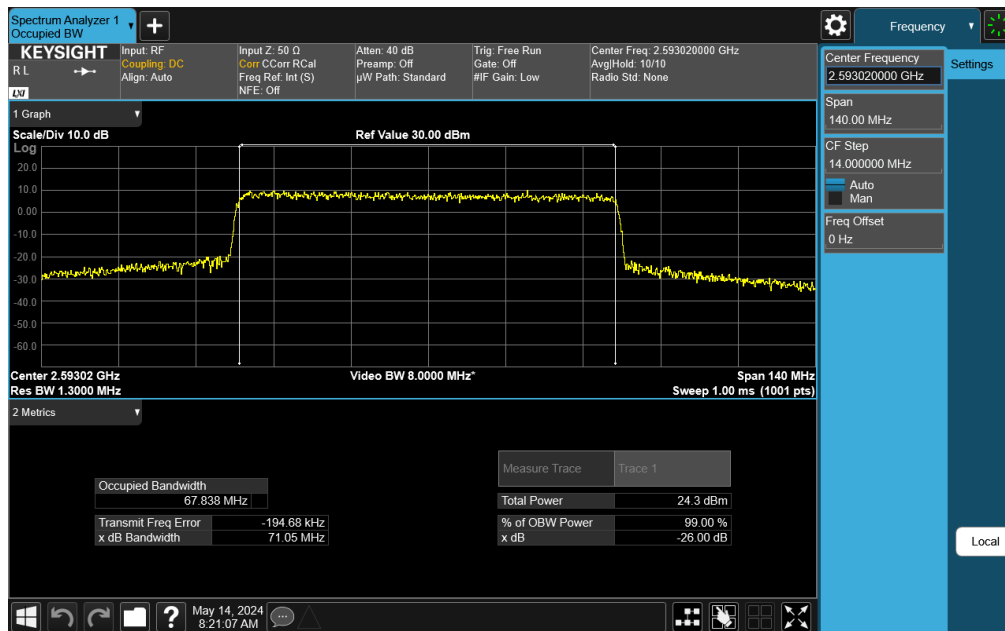 Spectrum Analyzer 1
Occupied BW
Frequency
KEYSIGHT
R L
LXI
Input: RF
Coupling: DC
Align: Auto
Input Z: 50 Ω
Corr CCorr RCal
Freq Ref: Int (S)
NFE: Off
Atten: 40 dB
Preamp: Off
µW Path: Standard
Trig: Free Run
Gate: Off
#IF Gain: Low
Center Freq: 2.593020000 GHz
Avg|Hold: 10/10
Radio Std: None
Center Frequency
2.593020000 GHz
Settings
Span
140.00 MHz
CF Step
14.000000 MHz
Auto
Man
Freq Offset
0 Hz
1 Graph
Scale/Div 10.0 dB
Ref Value 30.00 dBm
Log
20.0
10.0
0.00
-10.0
-20.0
-30.0
-40.0
-50.0
-60.0
Center 2.59302 GHz
Video BW 8.0000 MHz*
Span 140 MHz
Res BW 1.3000 MHz
Sweep 1.00 ms (1001 pts)
2 Metrics
Measure Trace
Trace 1
Occupied Bandwidth
67.838 MHz
Total Power
24.3 dBm
Transmit Freq Error
-194.68 kHz
% of OBW Power
99.00 %
x dB Bandwidth
71.05 MHz
x dB
-26.00 dB
Local
May 14, 2024
8:21:07 AM